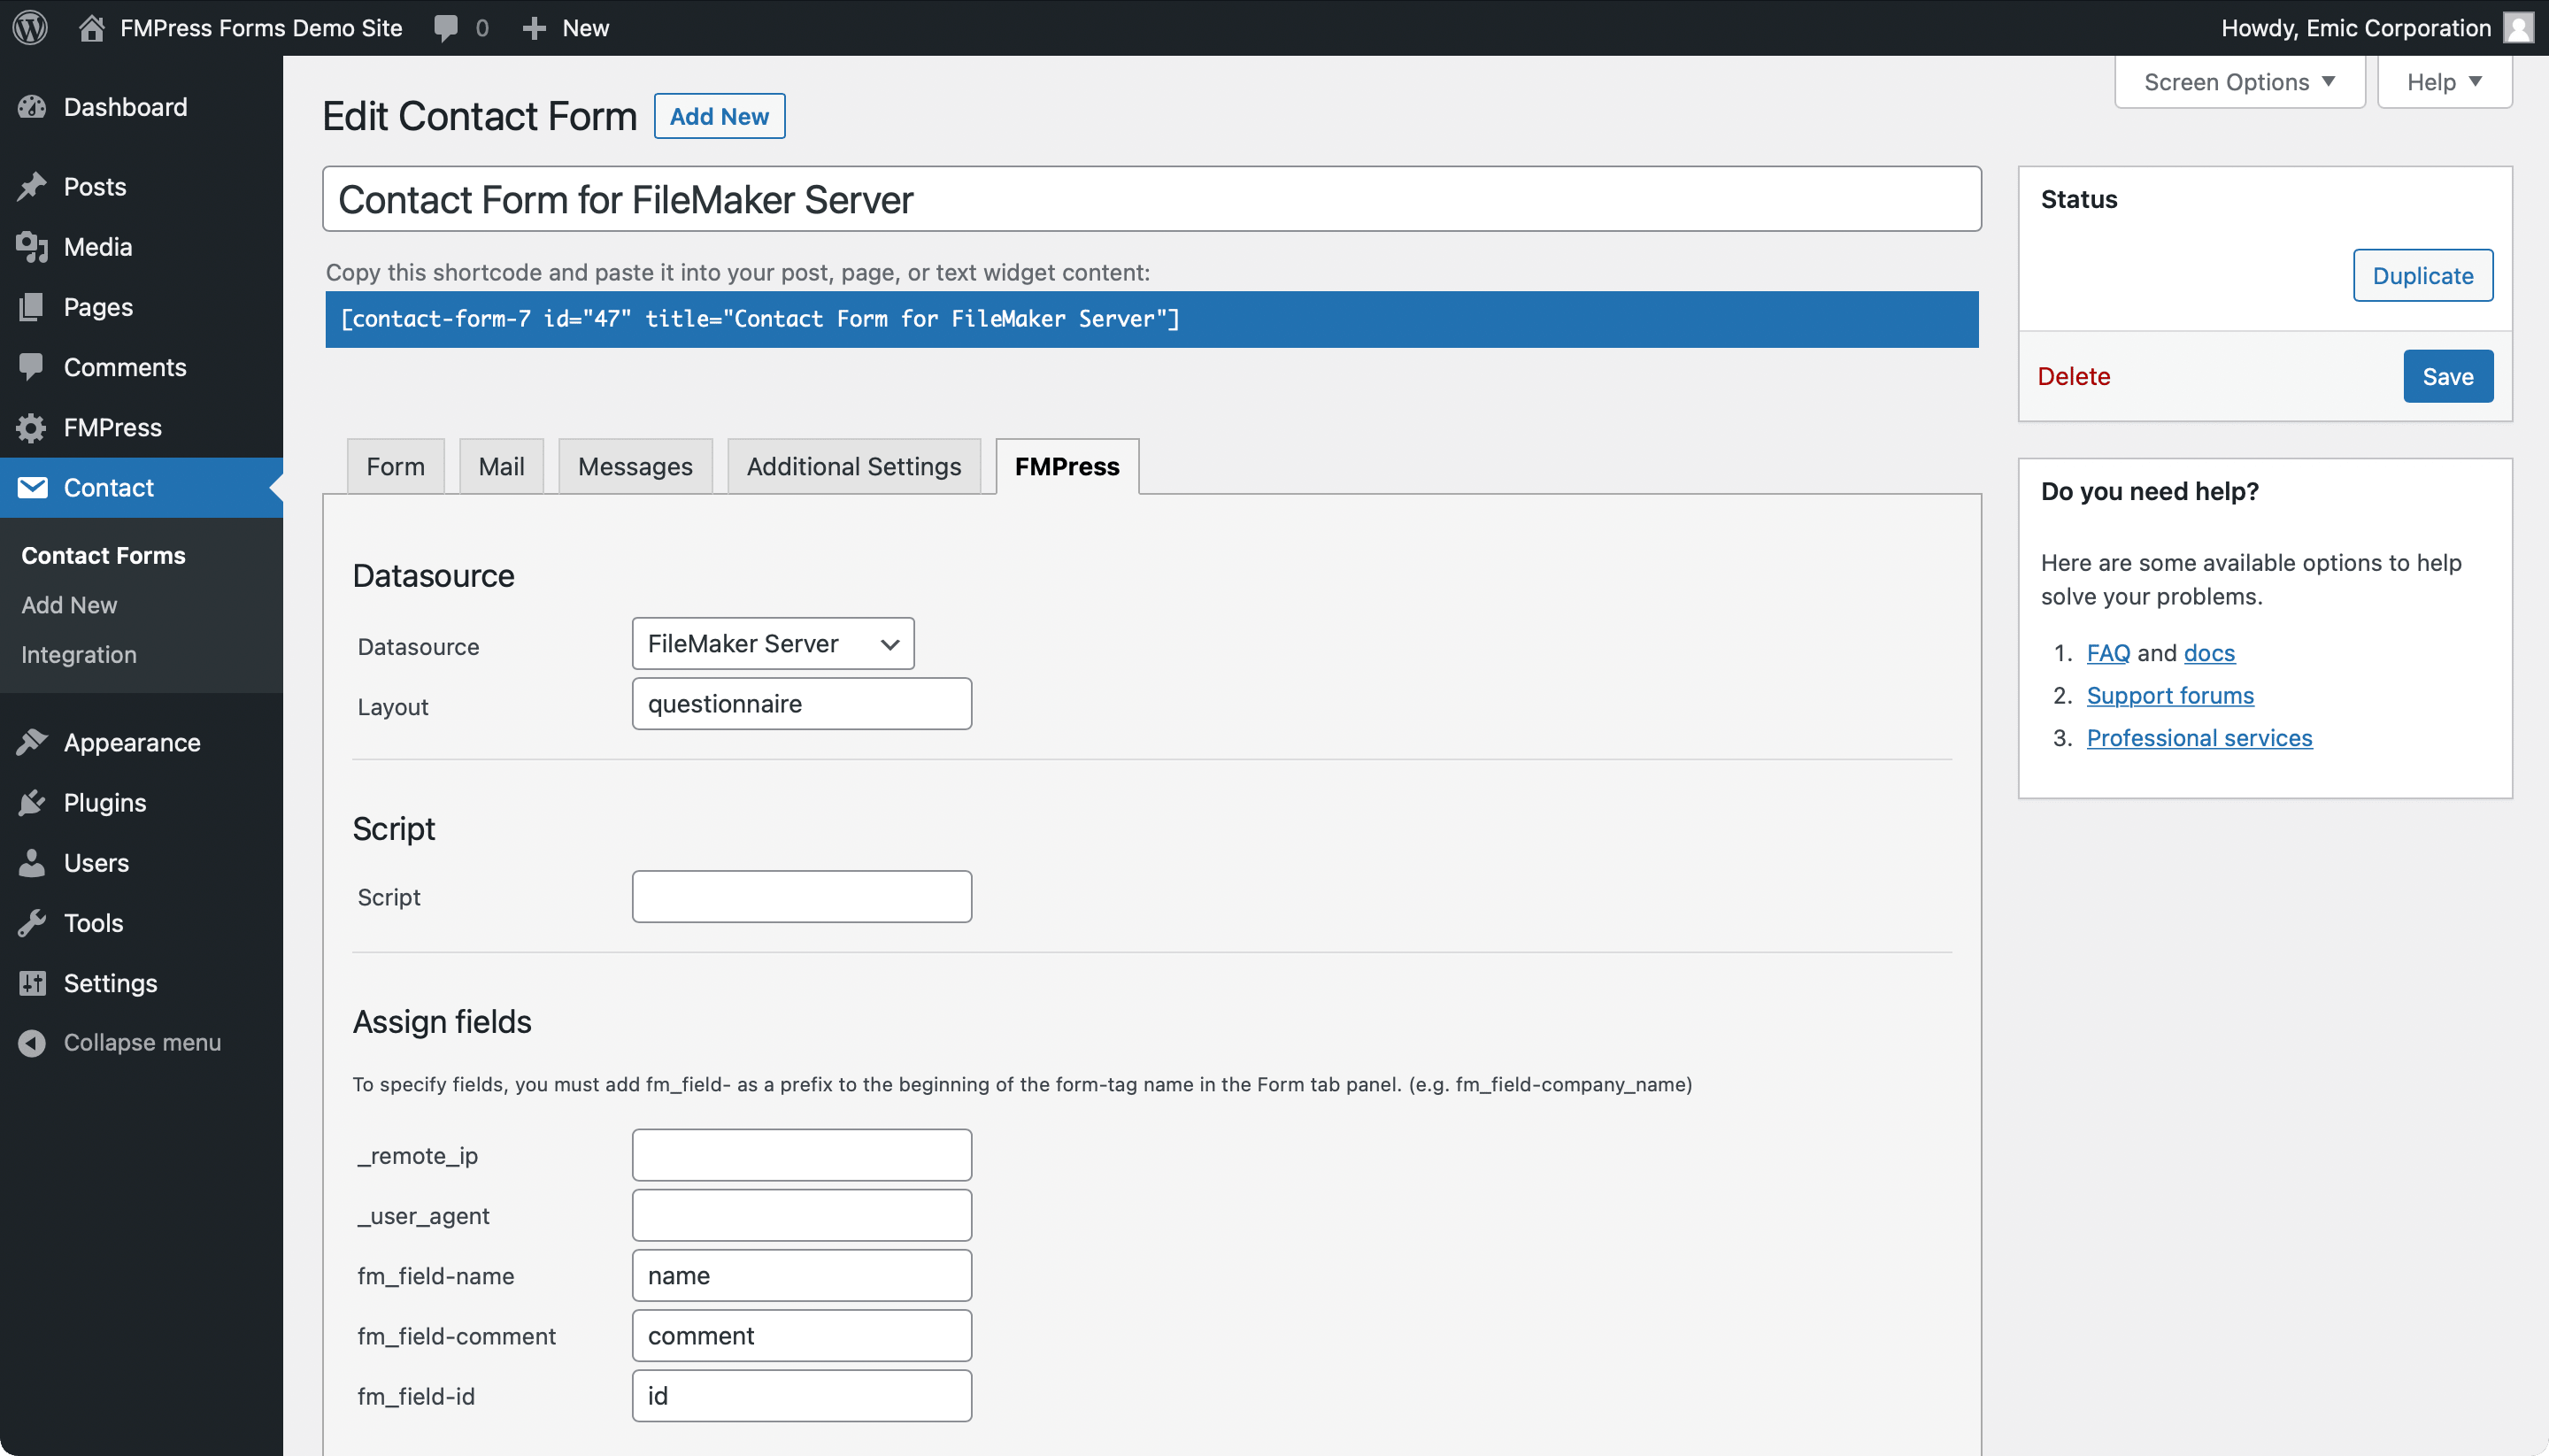 FMPress Forms Demo Site
0
New
Howdy, Emic Corporation
Dashboard
Posts
Media
Pages
Comments
FMPress
Contact
Contact Forms
Add New
Integration
Appearance
Plugins
Users
Tools
Settings
Collapse menu
Screen Options
Help
Edit Contact Form
Add New
Contact Form for FileMaker Server
Copy this shortcode and paste it into your post, page, or text widget content:
[contact-form-7 id="47" title="Contact Form for FileMaker Server"]
Form
Mail
Messages
Additional Settings
FMPress
Datasource
Datasource
FileMaker Server
Layout
questionnaire
Script
Script
Assign fields
To specify fields, you must add fm_field- as a prefix to the beginning of the form-tag name in the Form tab panel. (e.g. fm_field-company_name)
_remote_ip
_user_agent
fm_field-name
name
fm_field-comment
comment
fm_field-id
id
Status
Duplicate
Delete
Save
Do you need help?
Here are some available options to help
solve your problems.
1. FAQ and docs
2. Support forums
3. Professional services